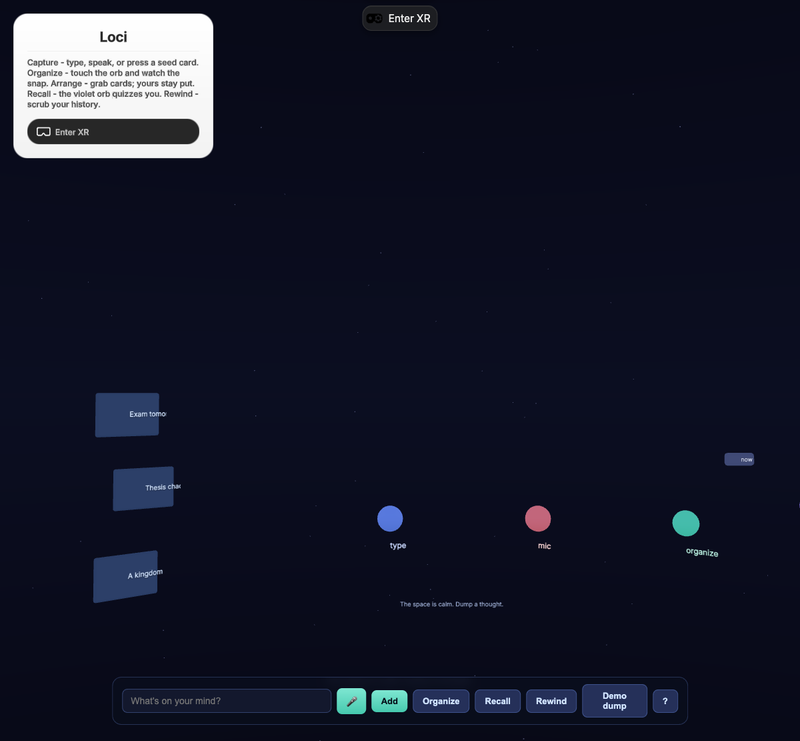 Enter XR
Loci
Capture - type, speak, or press a seed card.
Organize - touch the orb and watch the
snap. Arrange - grab cards; yours stay put.
Recall - the violet orb quizzes you. Rewind -
scrub your history.
Enter XR
Exam tomo
now
Thesis cha
type
mic
organize
A kingdom
The space is calm. Dump a thought.
What's on your mind?
Add
Organize
Recall
Rewind
Demo
dump
?